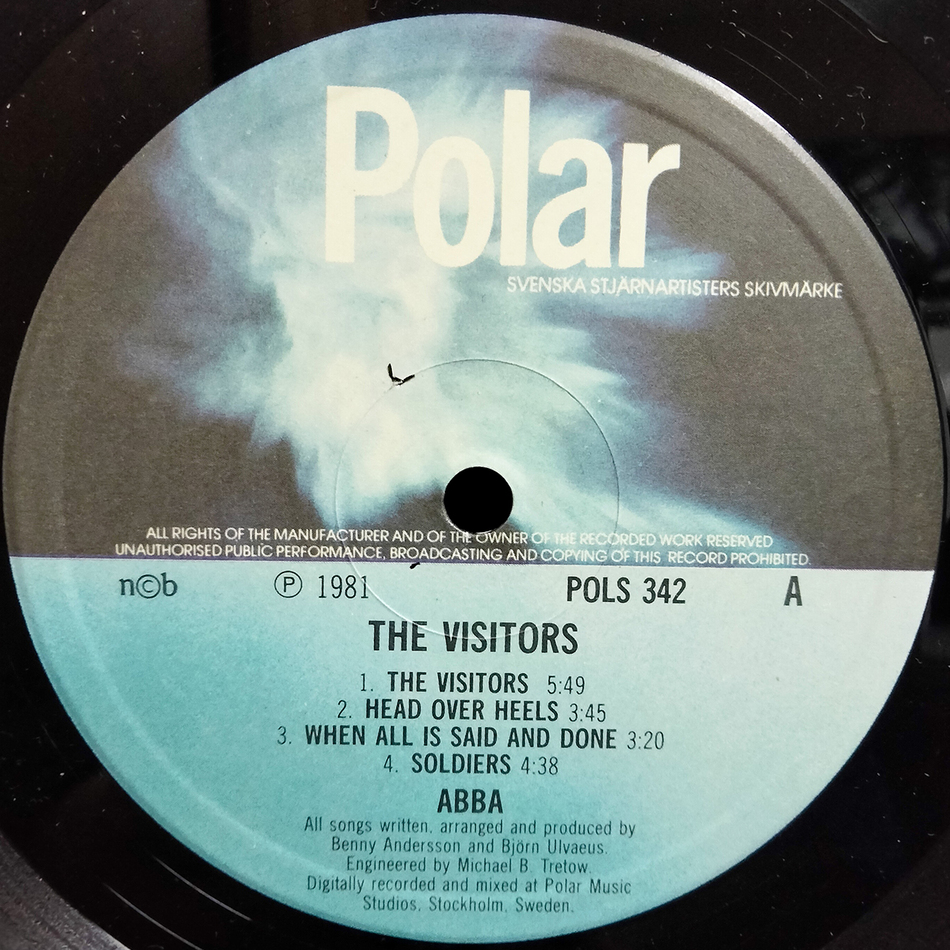 Polar
SVENSKA STJÄRNARTISTERS SKIVMÄRKE
ALL RIGHTS OF THE MANUFACTURER AND OF THE OWNER OF THE RECORDED WORK RESERVED
UNAUTHORISED PUBLIC PERFORMANCE, BROADCASTING AND COPYING OF THIS RECORD PROHIBITED.
n©b ℗ 1981 POLS 342 A
THE VISITORS
1. THE VISITORS 5:49
2. HEAD OVER HEELS 3:45
3. WHEN ALL IS SAID AND DONE 3:20
4. SOLDIERS 4:38
ABBA
All songs written, arranged and produced by
Benny Andersson and Björn Ulvaeus.
Engineered by Michael B. Tretow.
Digitally recorded and mixed at Polar Music
Studios, Stockholm, Sweden.